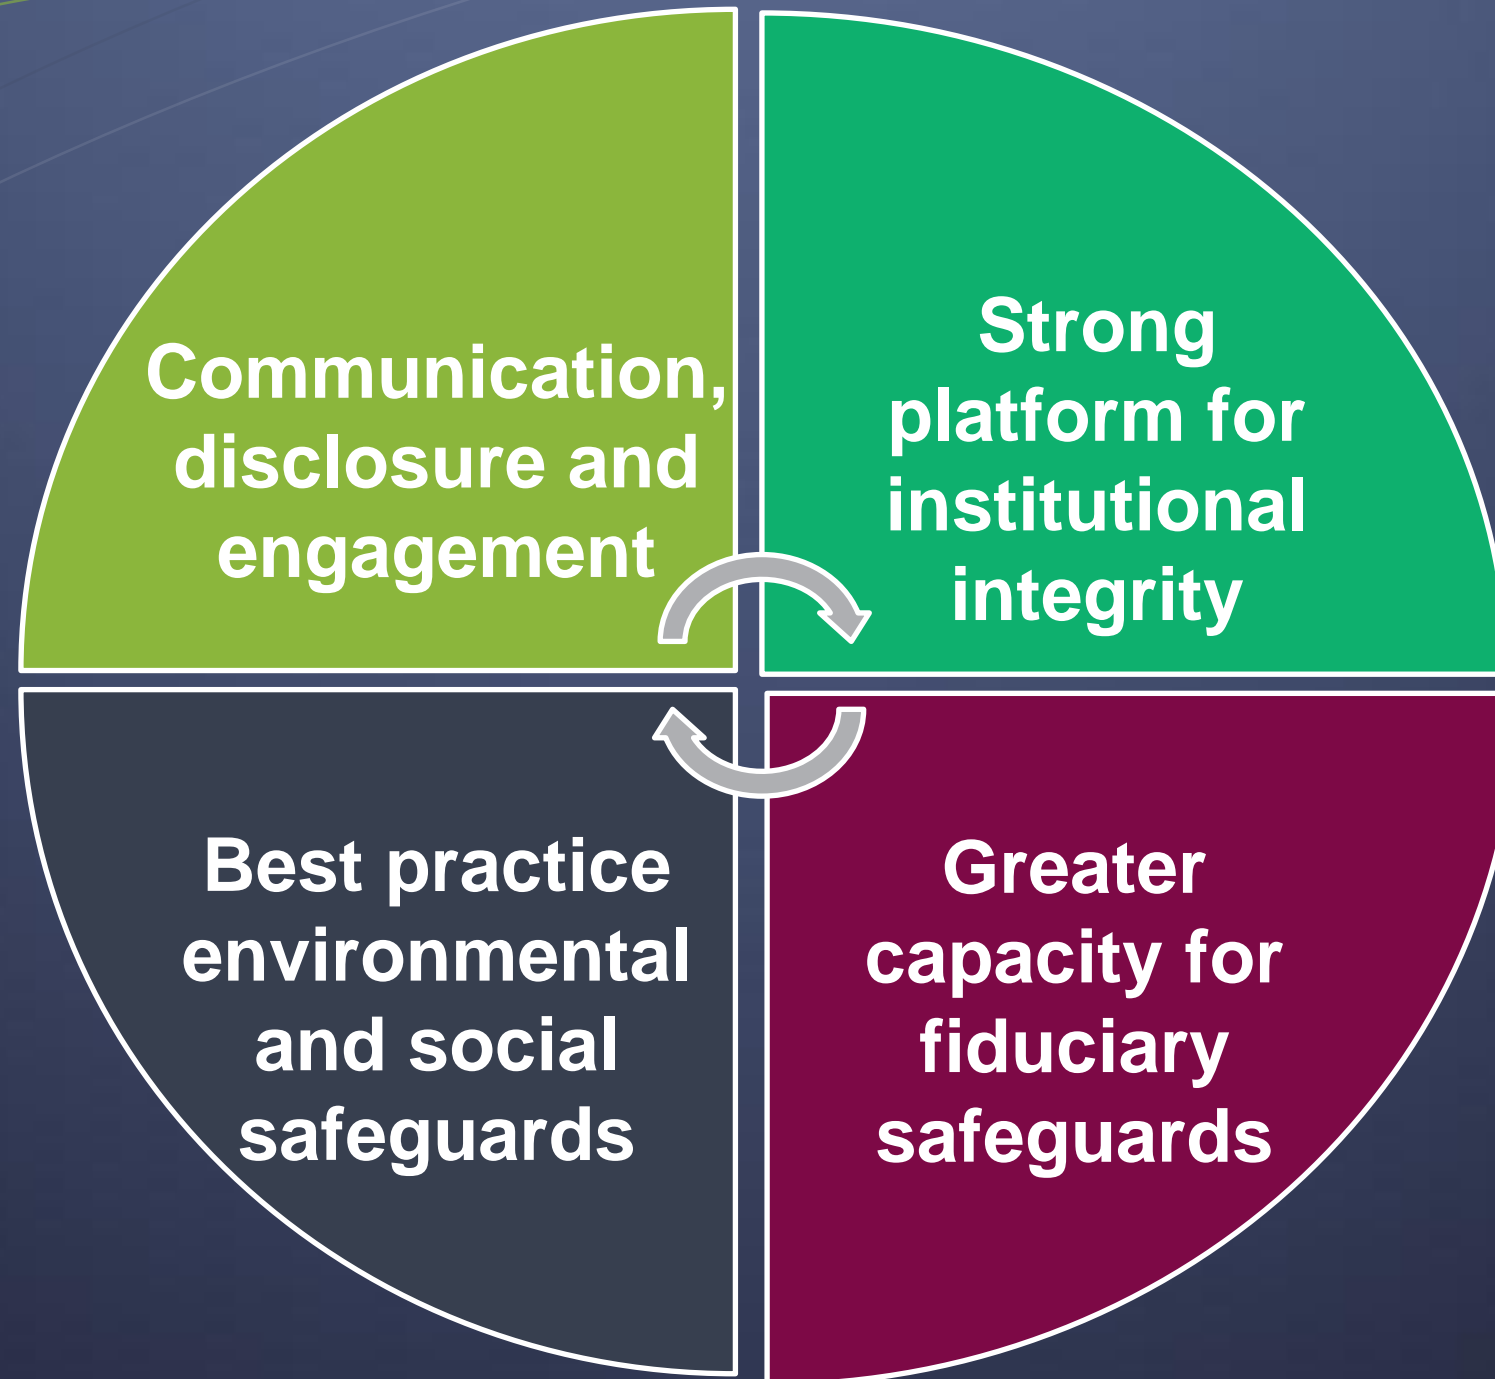 Communication,
disclosure and
engagement
Strong
platform for
institutional
integrity
Best practice
environmental
and social
safeguards
Greater
capacity for
fiduciary
safeguards